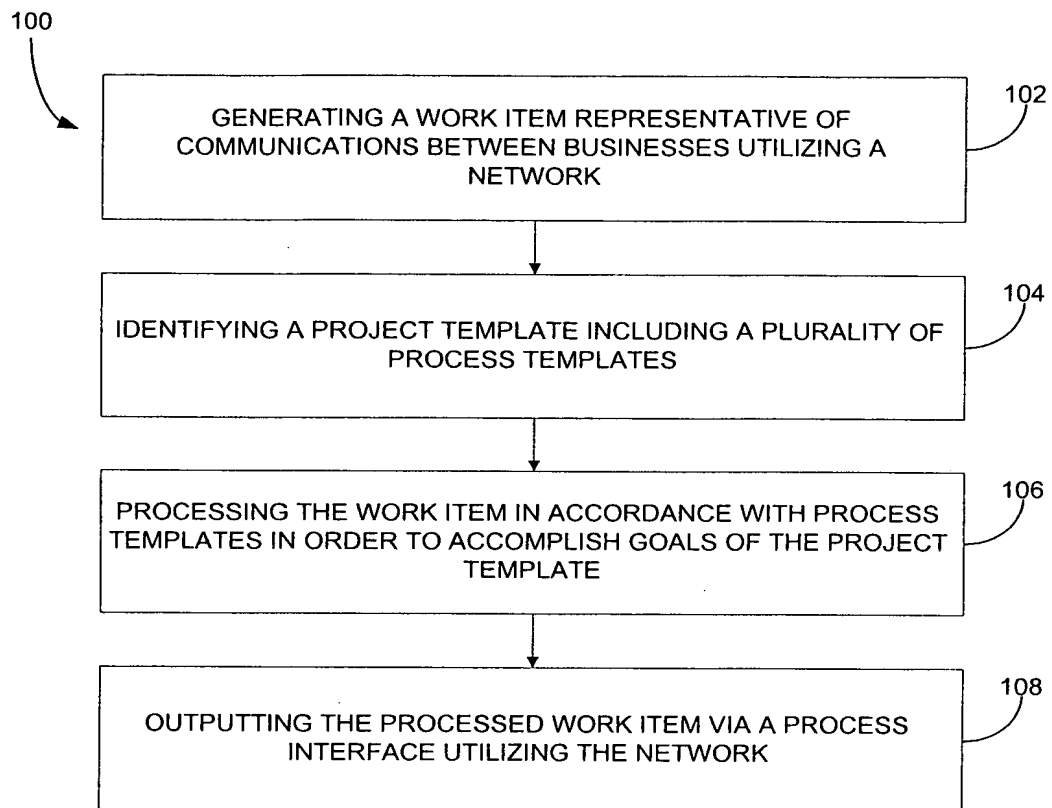 100
102
GENERATING A WORK ITEM REPRESENTATIVE OF
COMMUNICATIONS BETWEEN BUSINESSES UTILIZING A
NETWORK
104
IDENTIFYING A PROJECT TEMPLATE INCLUDING A PLURALITY OF
PROCESS TEMPLATES
106
PROCESSING THE WORK ITEM IN ACCORDANCE WITH PROCESS
TEMPLATES IN ORDER TO ACCOMPLISH GOALS OF THE PROJECT
TEMPLATE
108
OUTPUTTING THE PROCESSED WORK ITEM VIA A PROCESS
INTERFACE UTILIZING THE NETWORK